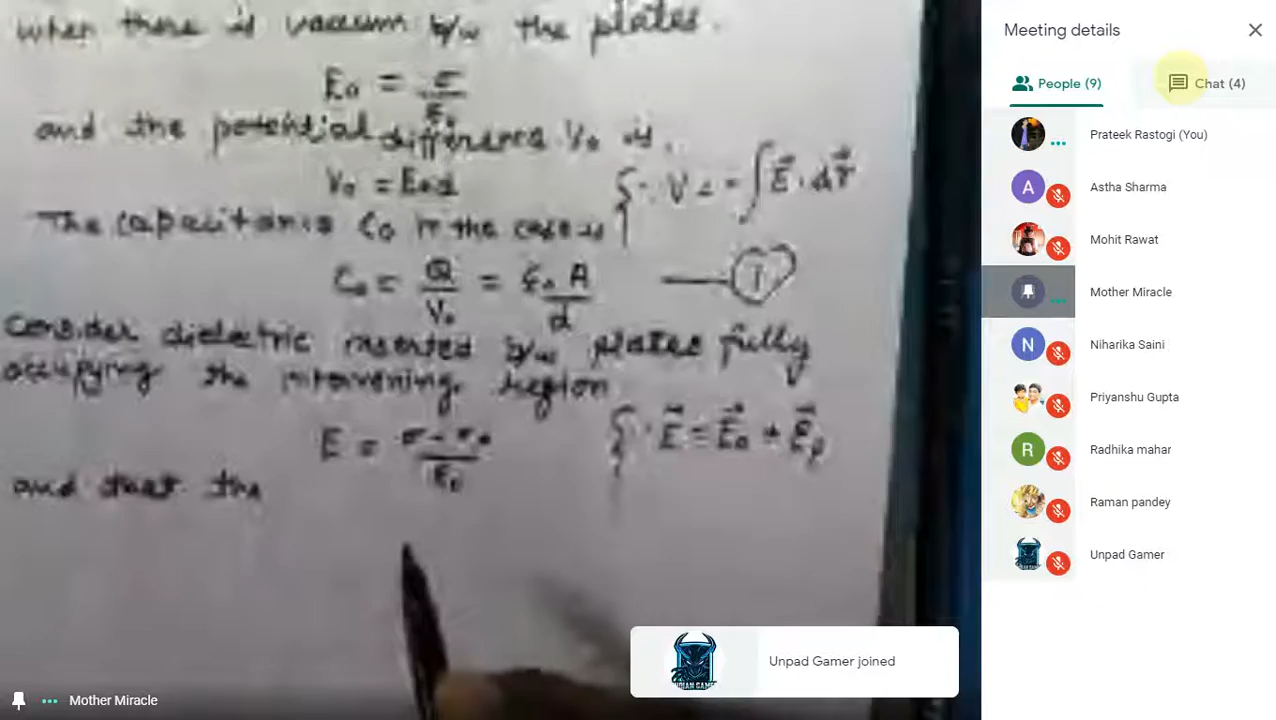 when there is vacuum b/w the plates.
E₀ = σ/ε₀
and the potential difference V₀ is.
V₀ = E₀d
{∵ V = -∫E⃗ . dr⃗
The capacitance C₀ in the case is
C₀ = Q/V₀ = ε₀A/d ——— 1
Consider dielectric inserted b/w plates fully
occupying the intervening region
E = σ - σₚ/ε₀
{∵ E⃗ = E⃗₀ + E⃗ₚ
and that the
Mother Miracle
Unpad Gamer joined
Meeting details
People (9)
Chat (4)
Prateek Rastogi (You)
A
Astha Sharma
Mohit Rawat
Mother Miracle
N
Niharika Saini
Priyanshu Gupta
R
Radhika mahar
Raman pandey
Unpad Gamer